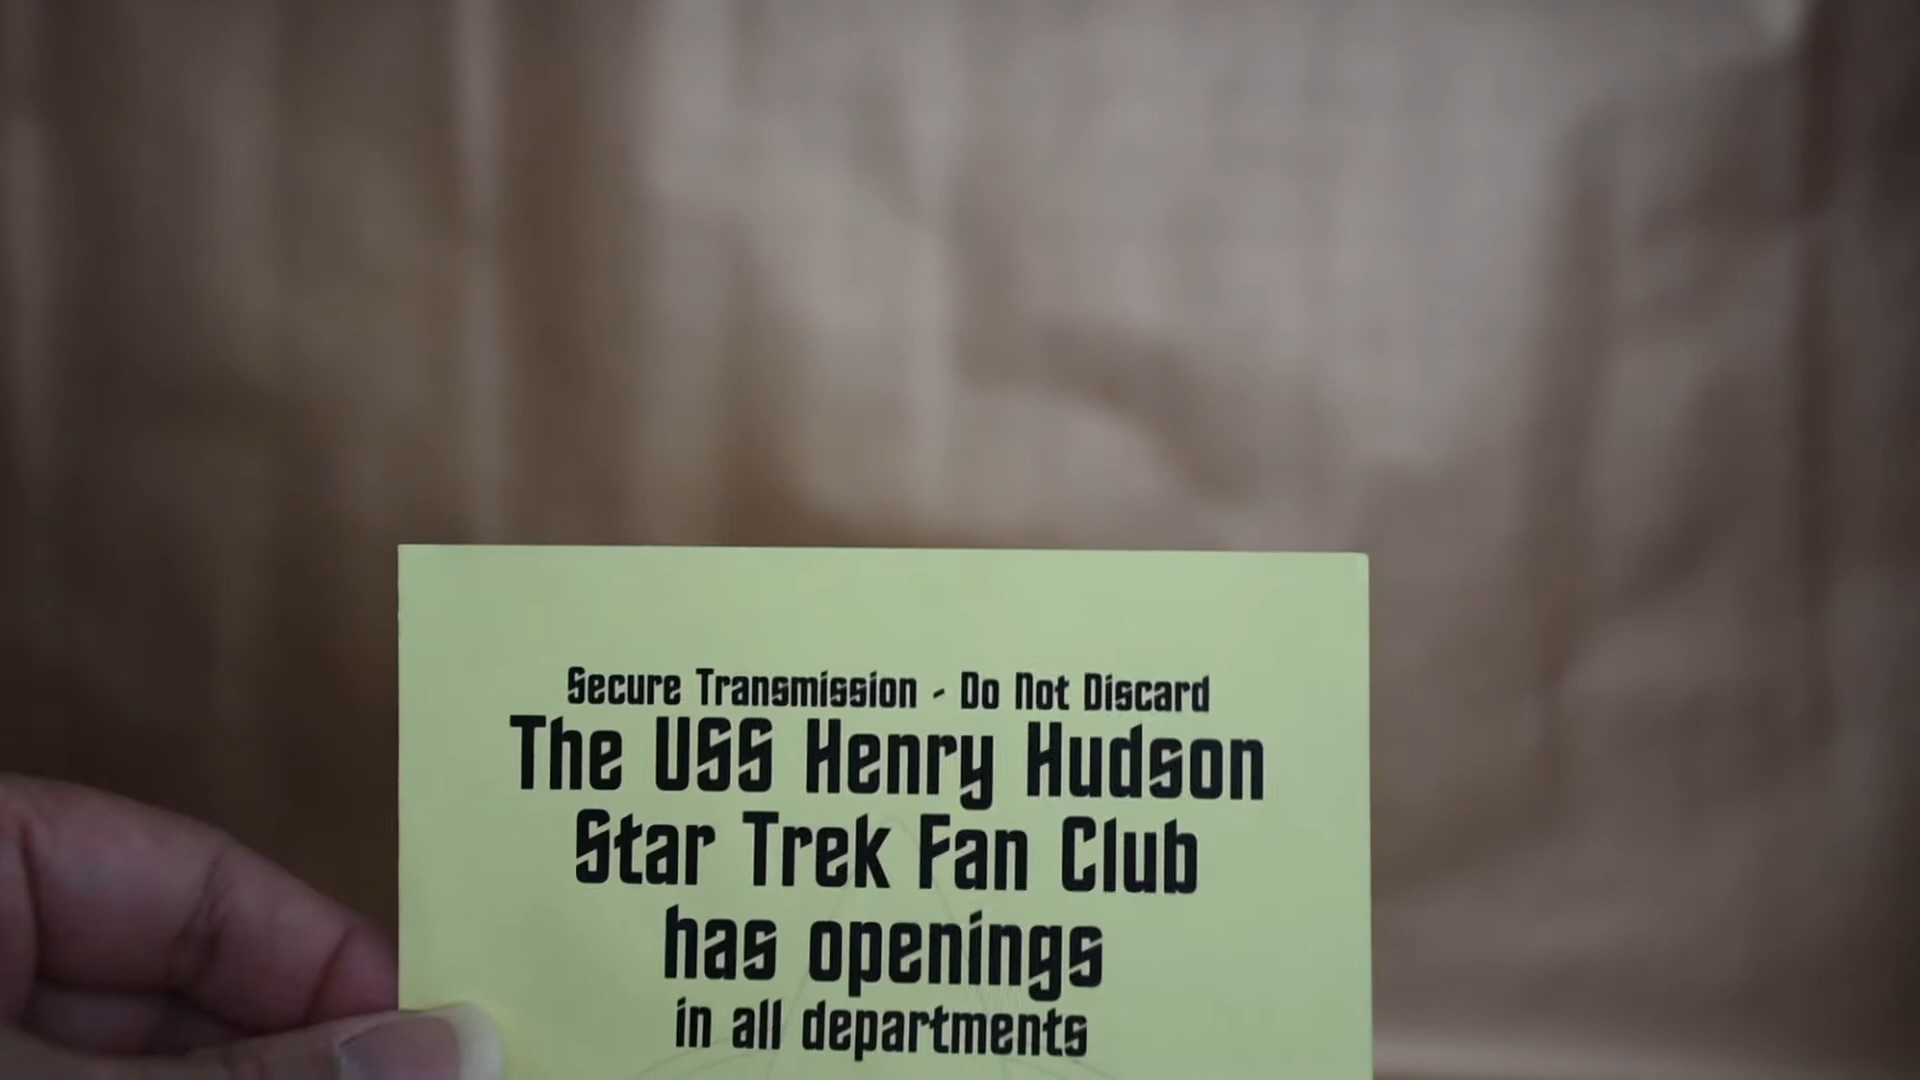 Secure Transmission - Do Not Discard
The USS Henry Hudson
Star Trek Fan Club
has openings
in all departments